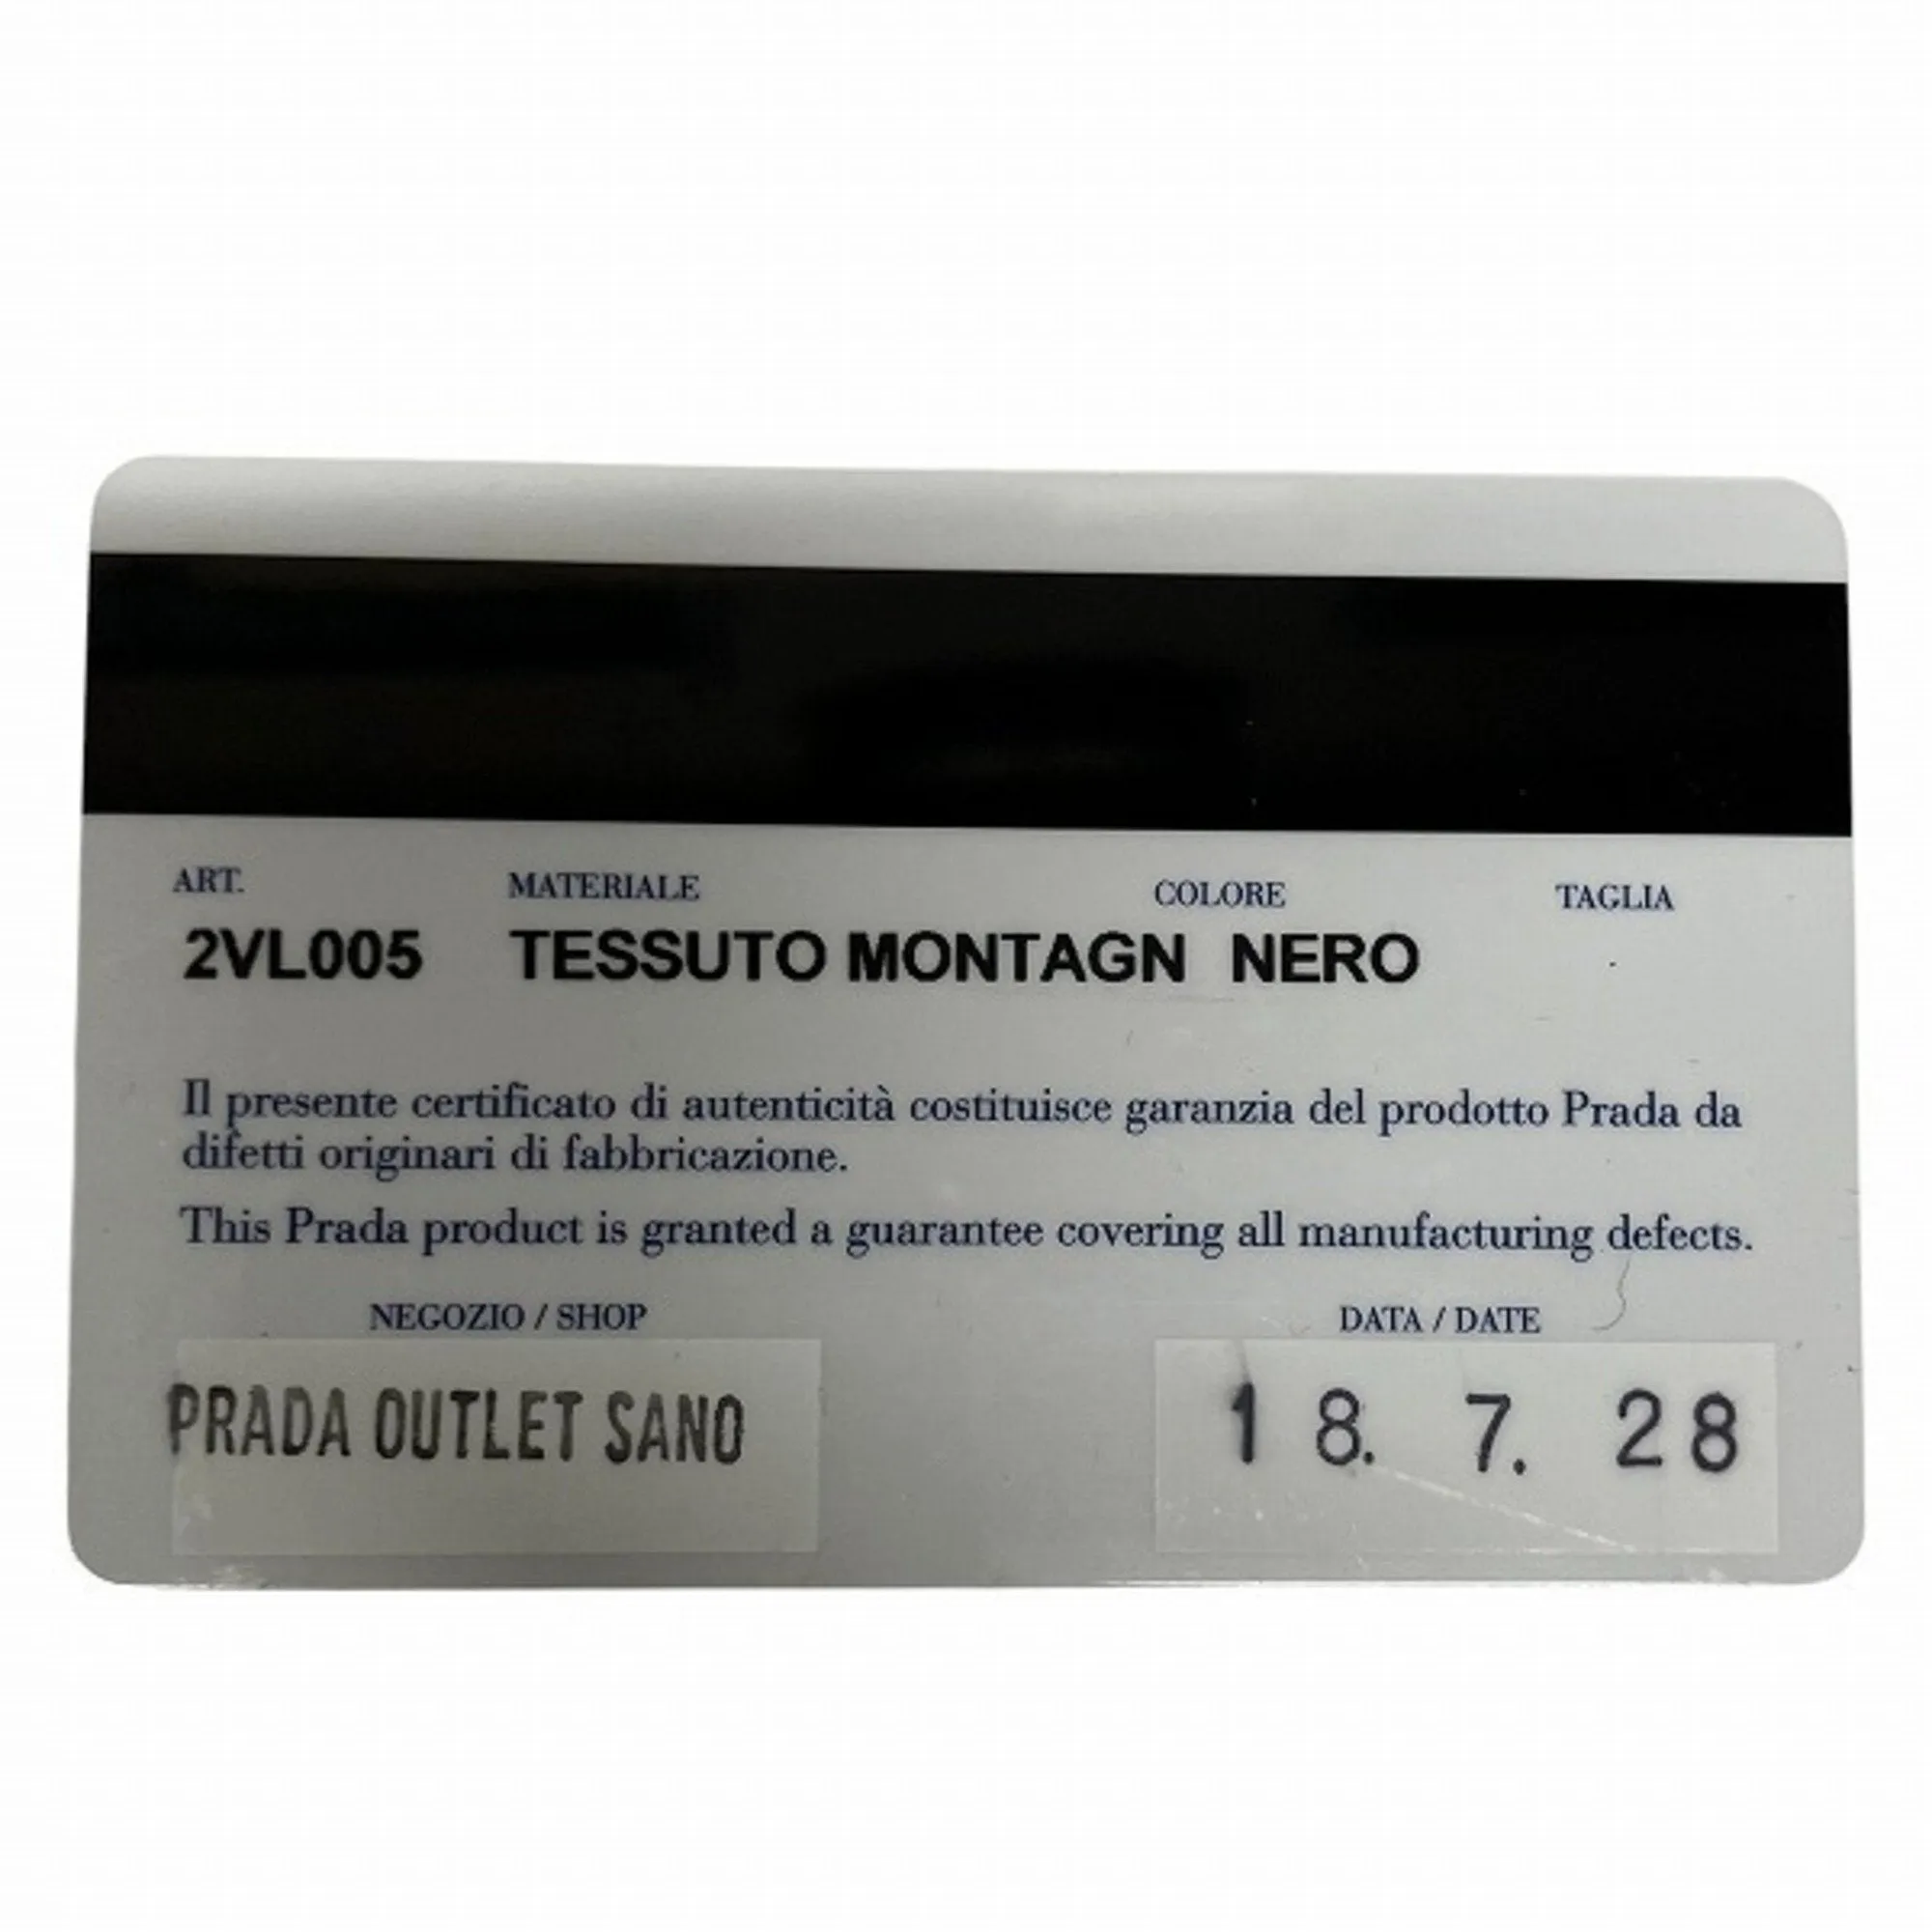 ART. MATERIALE COLORE TAGLIA
2VL005 TESSUTO MONTAGN NERO
Il presente certificato di autenticità costituisce garanzia del prodotto Prada da
difetti originari di fabbricazione.
This Prada product is granted a guarantee covering all manufacturing defects.
NEGOZIO / SHOP DATA / DATE
PRADA OUTLET SANO 18. 7. 28